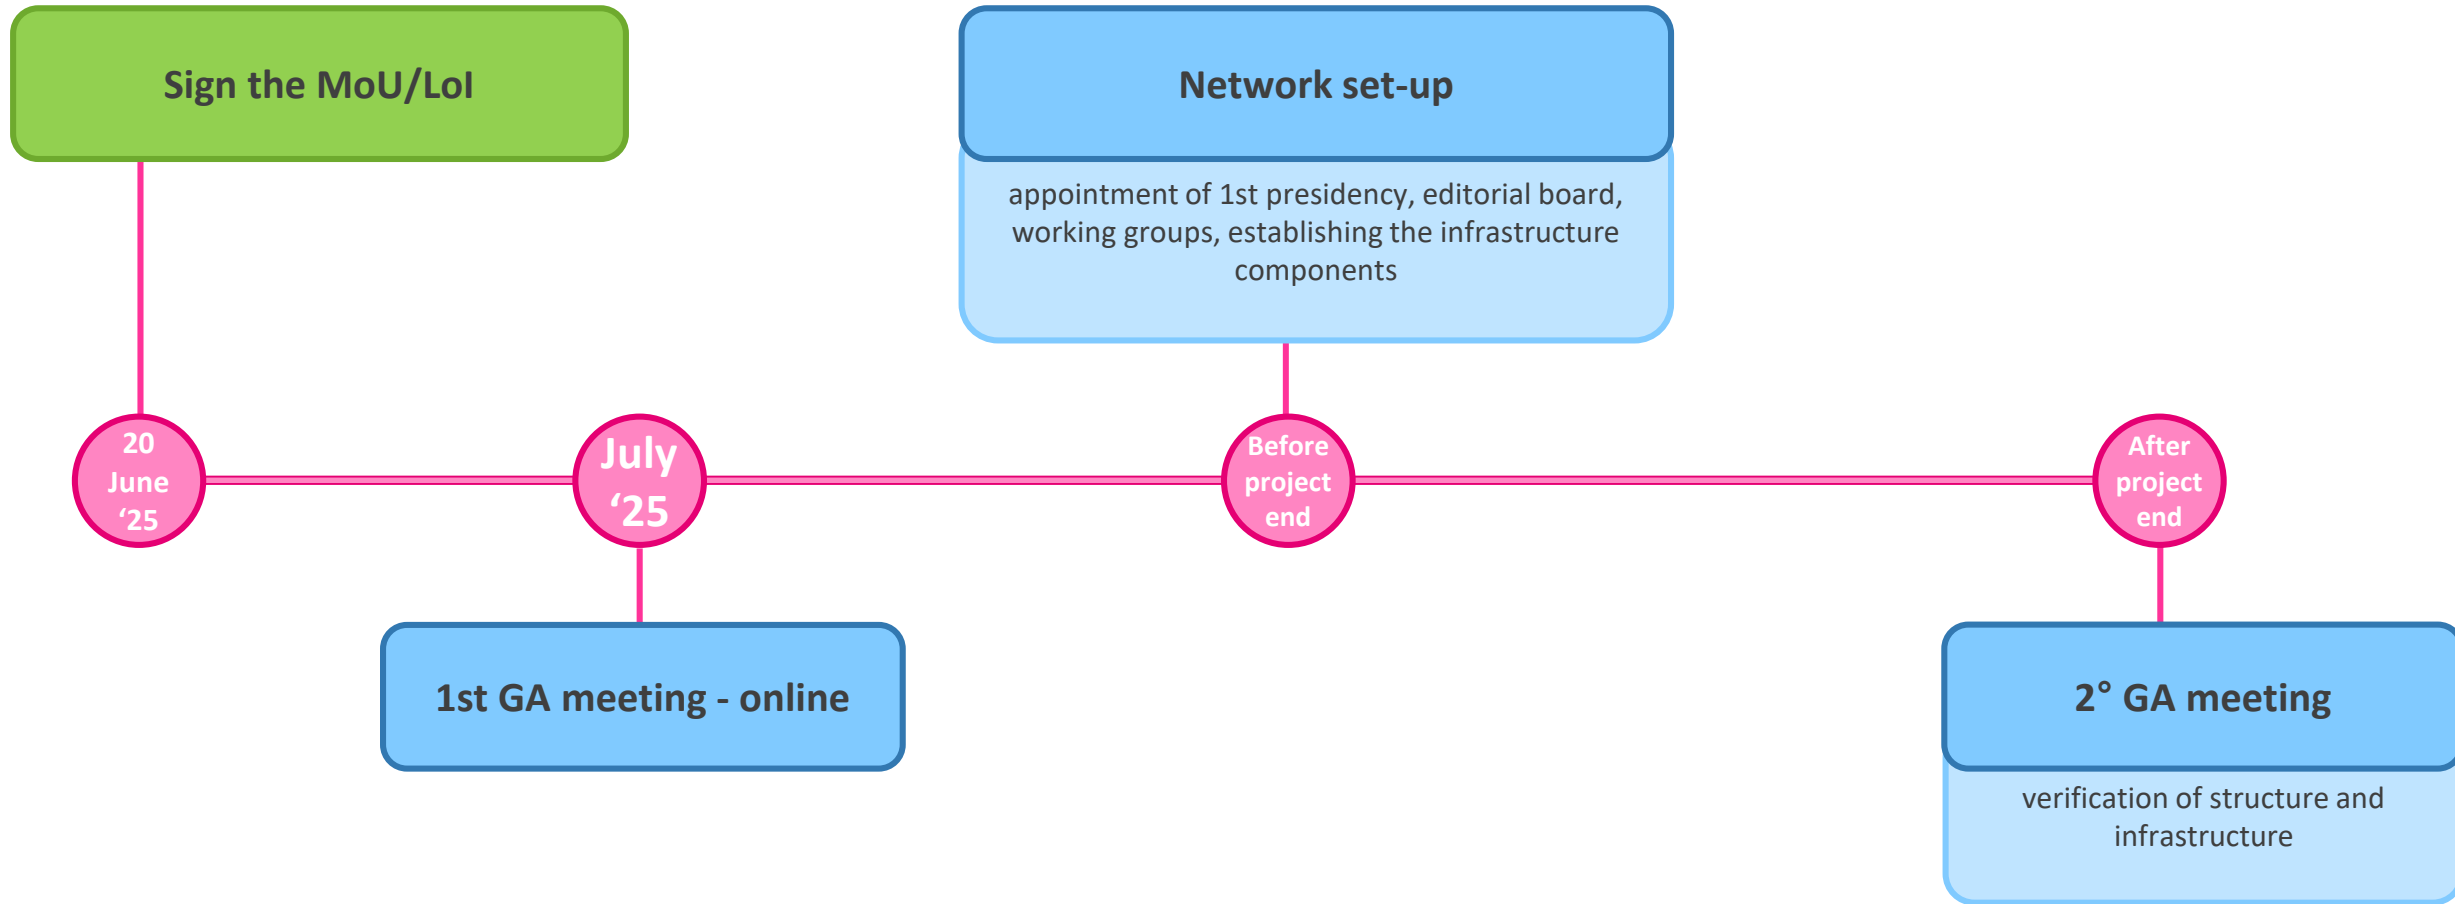 Sign the MoU/LoI
Network set-up
appointment of 1st presidency, editorial board,
working groups, establishing the infrastructure
components
20
June
‘25
July
‘25
Before
project
end
After
project
end
1st GA meeting - online
2° GA meeting
verification of structure and
infrastructure